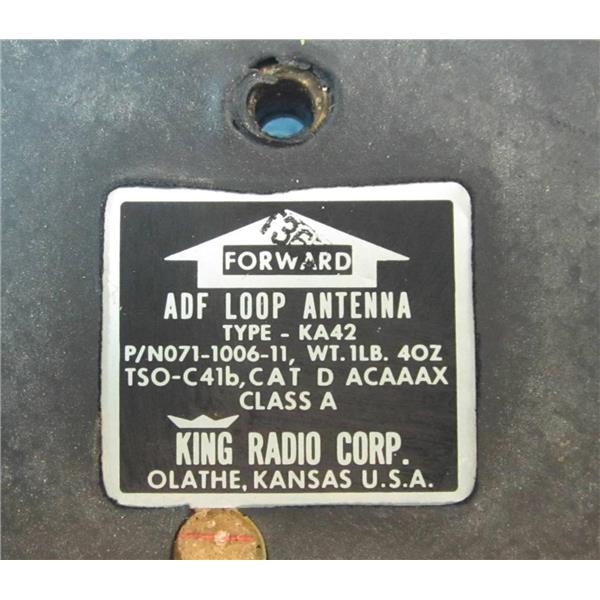 FORWARD
ADF LOOP ANTENNA
TYPE - KA42
P/N071-1006-11, WT. 1LB. 4OZ
TSO-C41b, CAT D ACAAAX
CLASS A
KING RADIO CORP.
OLATHE, KANSAS U.S.A.